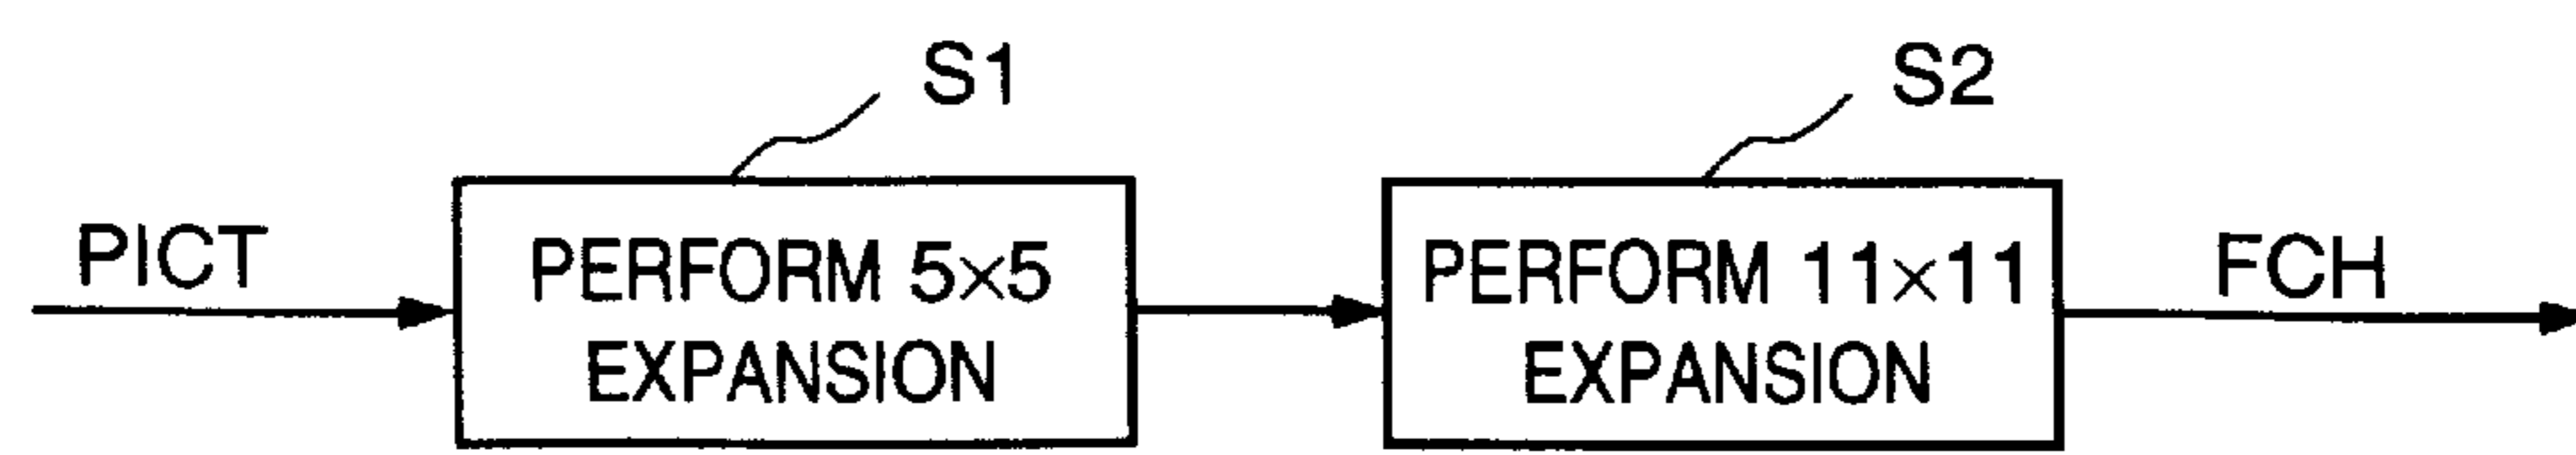 S1
S2
PICT
PERFORM 5×5
EXPANSION
PERFORM 11×11
EXPANSION
FCH